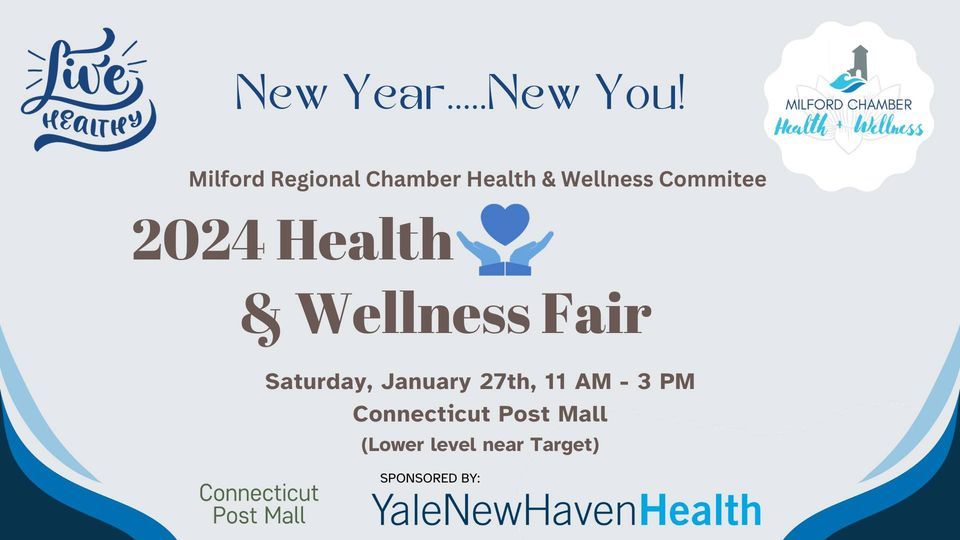 Live
HEALTHY
New Year.....New You!
MILFORD CHAMBER
Health + Wellness
Milford Regional Chamber Health & Wellness Commitee
2024 Health
& Wellness Fair
Saturday, January 27th, 11 AM - 3 PM
Connecticut Post Mall
(Lower level near Target)
SPONSORED BY:
Connecticut
Post Mall
YaleNewHavenHealth